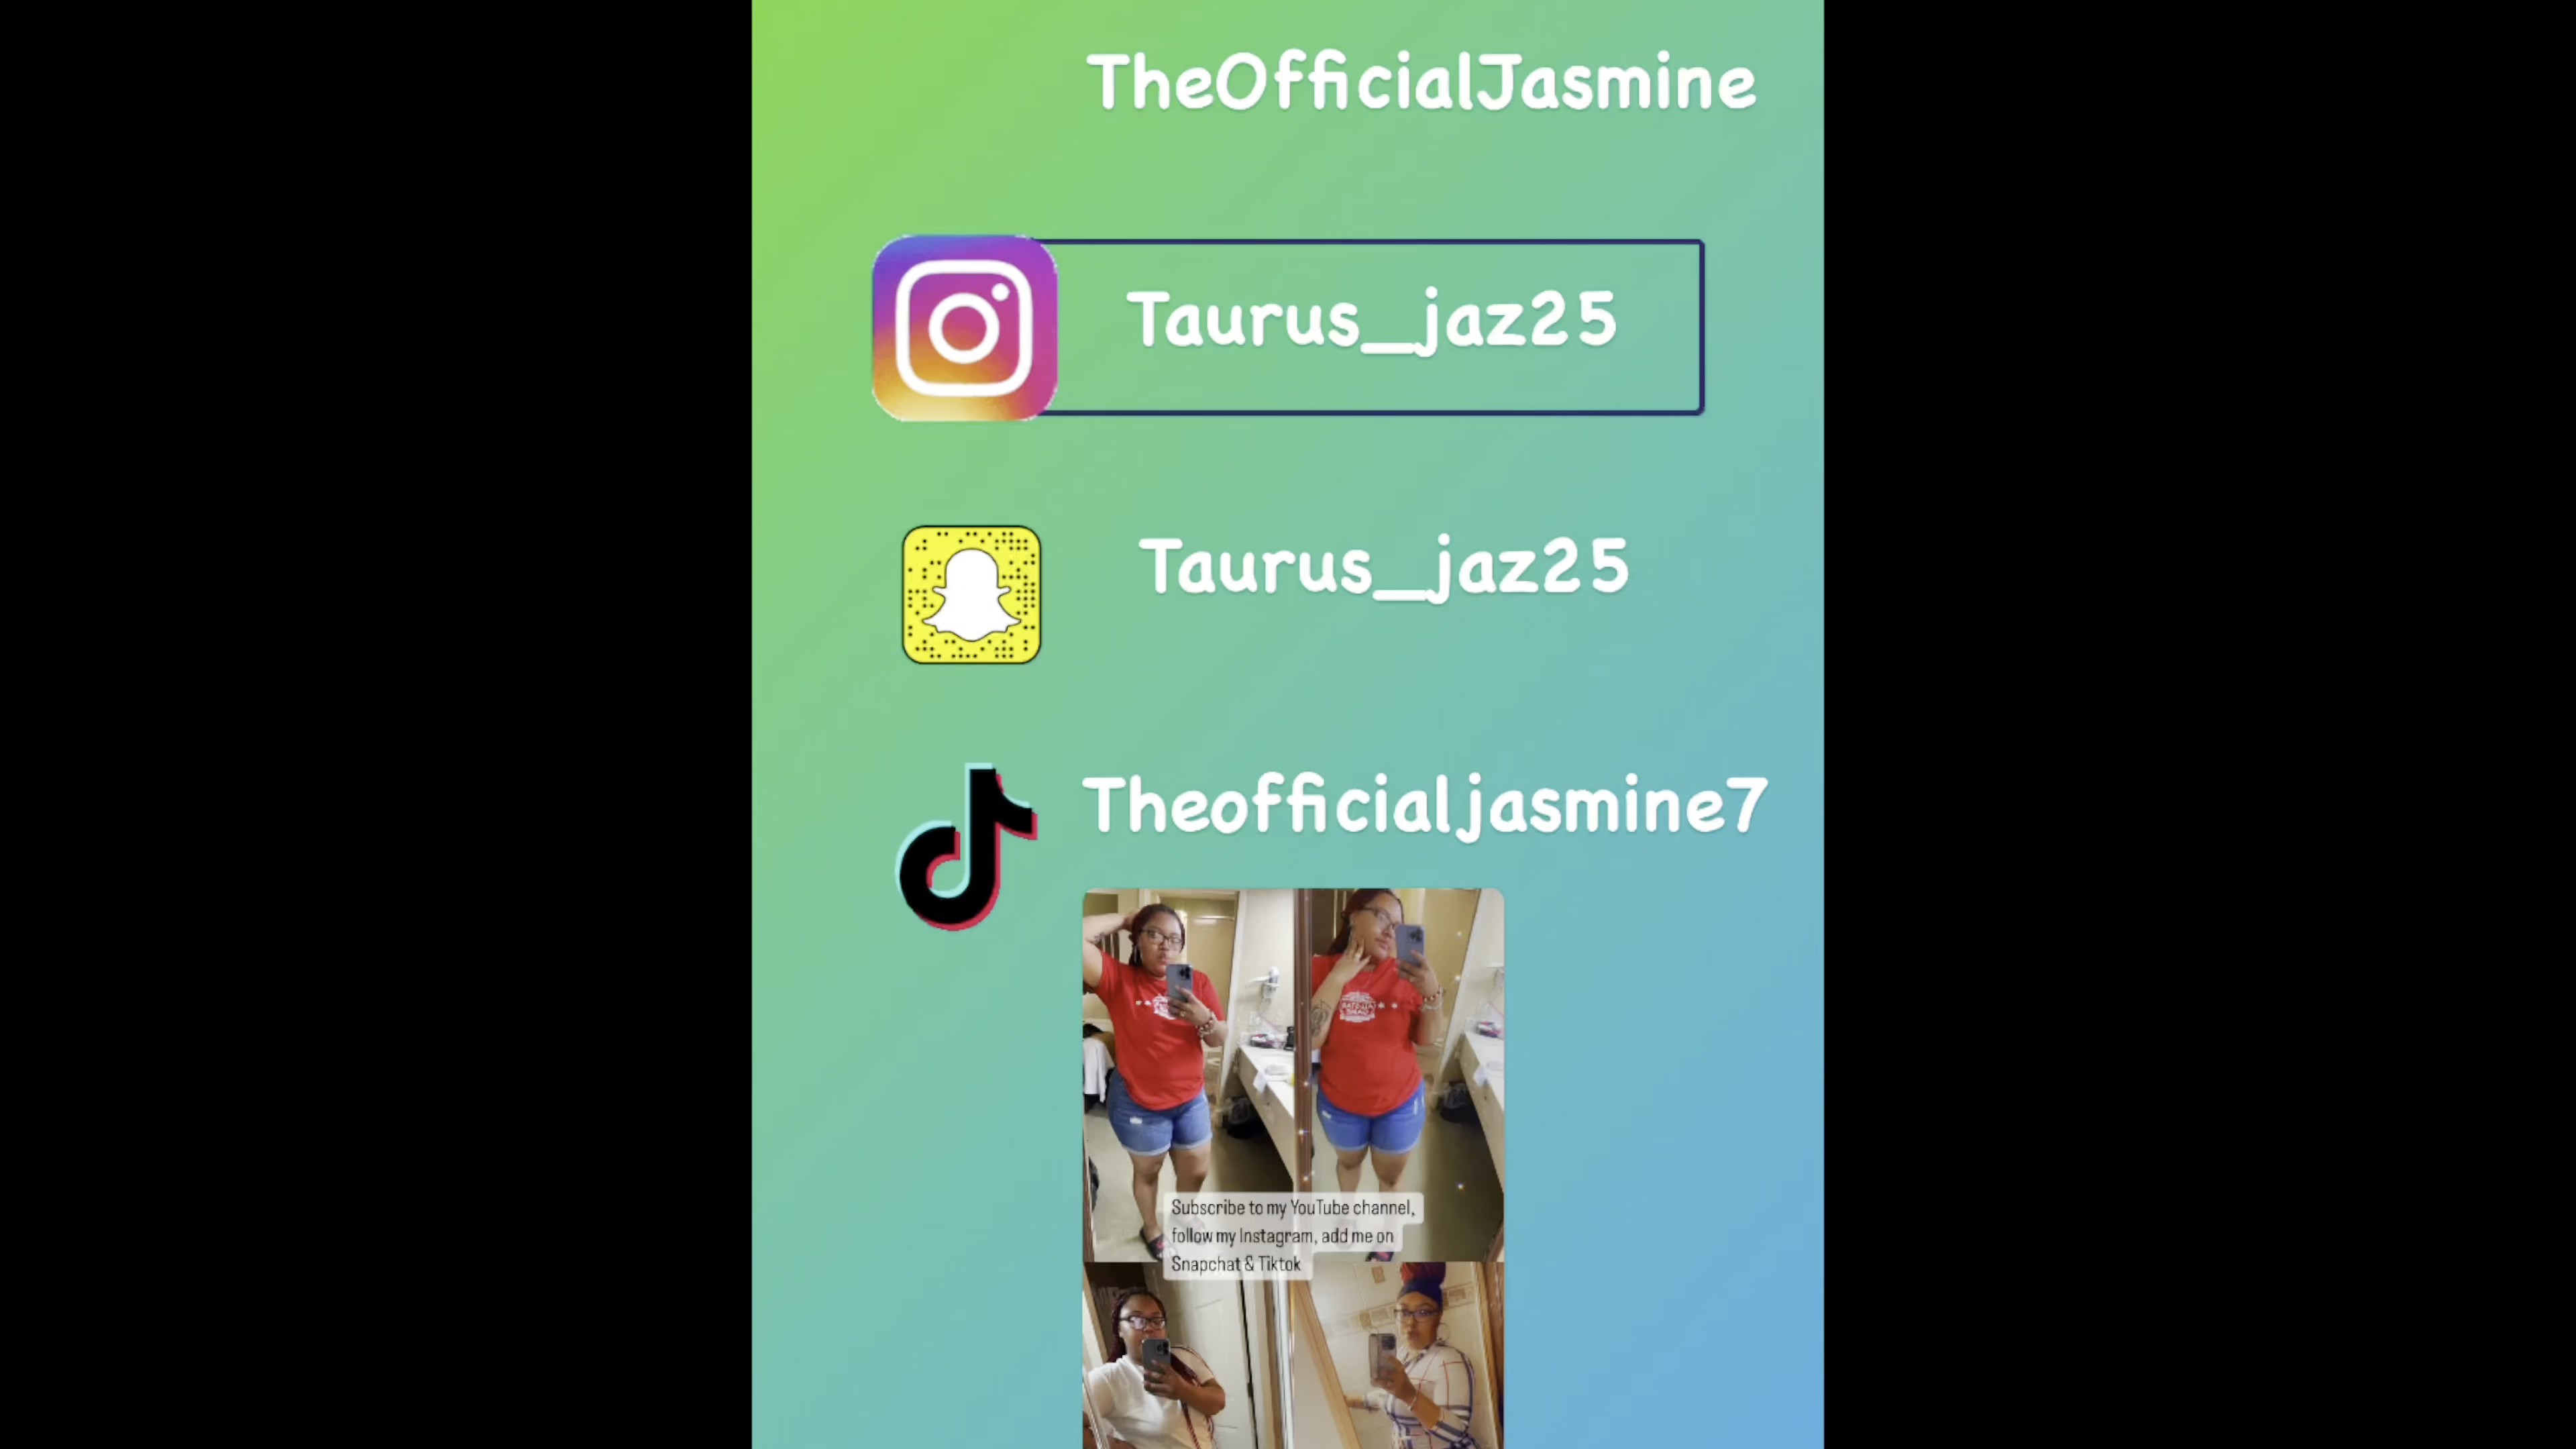 TheOfficialJasmine
Taurus_jaz25
Taurus_jaz25
Theofficialjasmine7
Subscribe to my YouTube channel,
follow my Instagram, add me on
Snapchat & Tiktok